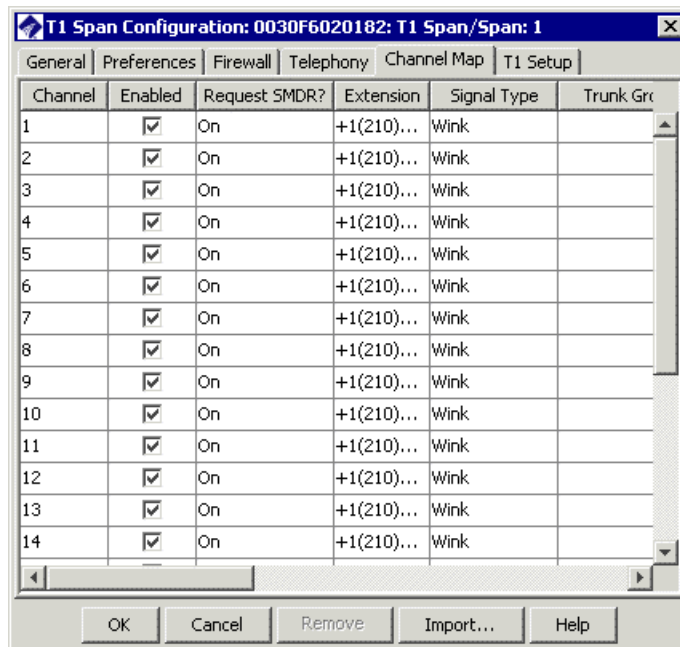 T1 Span Configuration: 0030F6020182: T1 Span/Span: 1
General Preferences Firewall Telephony Channel Map T1 Setup
Channel Enabled Request SMDR? Extension Signal Type Trunk Gro
1 On +1(210)... Wink
2 On +1(210)... Wink
3 On +1(210)... Wink
4 On +1(210)... Wink
5 On +1(210)... Wink
6 On +1(210)... Wink
7 On +1(210)... Wink
8 On +1(210)... Wink
9 On +1(210)... Wink
10 On +1(210)... Wink
11 On +1(210)... Wink
12 On +1(210)... Wink
13 On +1(210)... Wink
14 On +1(210)... Wink
OK Cancel Remove Import... Help